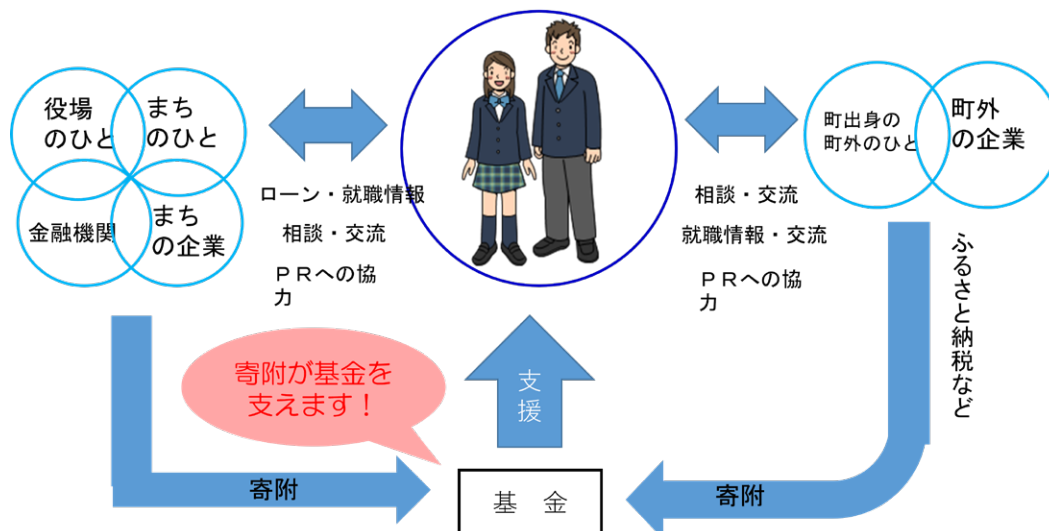 役場
のひと
まち
のひと
金融機関
まち
の企業
ローン・就職情報
相談・交流
ＰＲへの協
力
相談・交流
就職情報・交流
ＰＲへの協
力
町出身の
町外のひと
町外
の企業
ふるさと納税など
寄附が基金を
支えます！
支
援
寄附
基　金
寄附